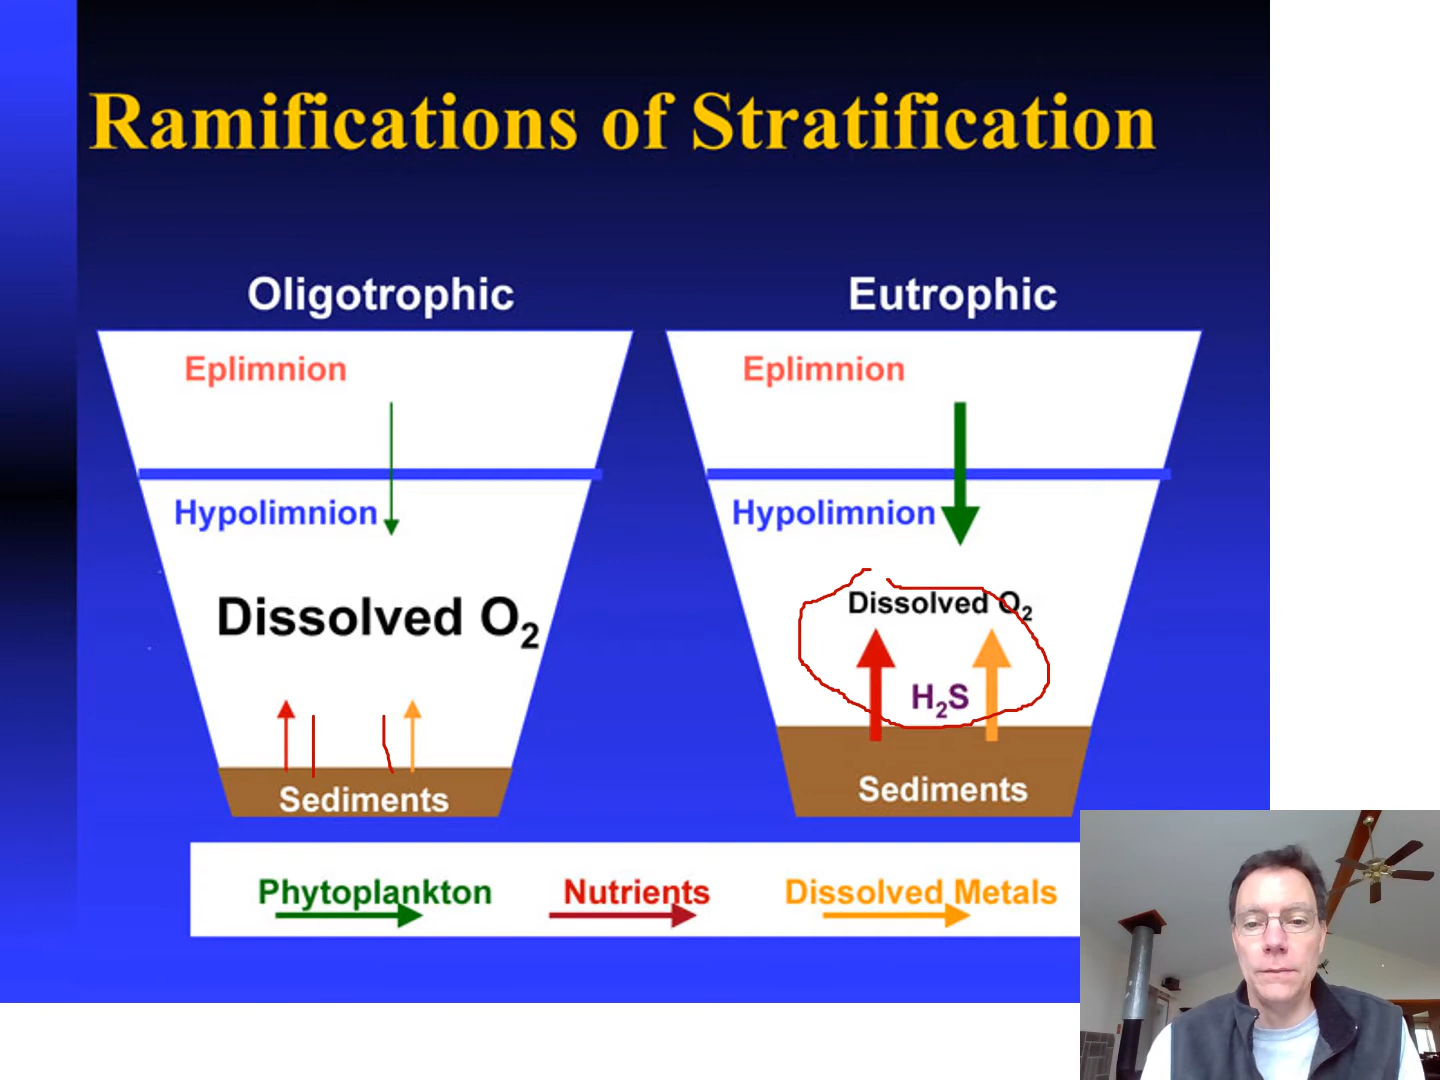 Ramifications of Stratification
Oligotrophic
Eplimnion
Hypolimnion
Dissolved O₂
Sediments
Eutrophic
Eplimnion
Hypolimnion
Dissolved O₂
H₂S
Sediments
Phytoplankton Nutrients Dissolved Metals